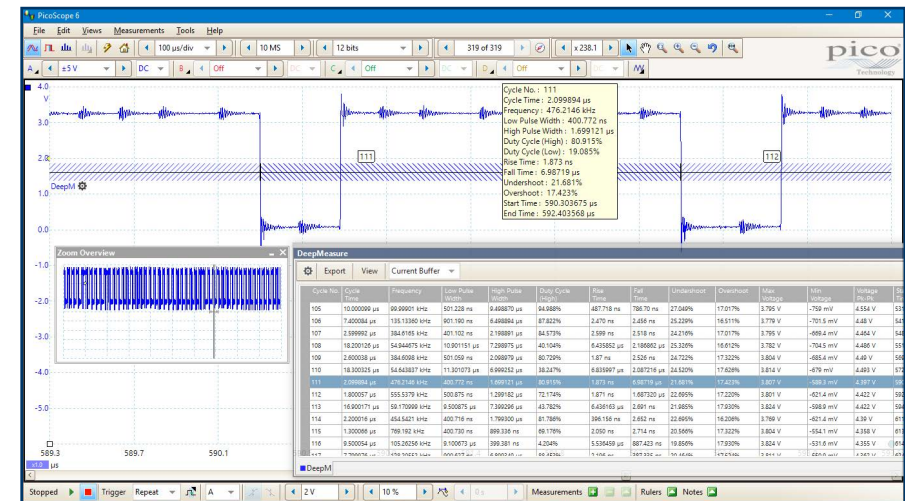 PicoScope 6
File Edit Views Measurements Tools Help
100 µs/div 10 MS 12 bits 319 of 319 x 238.1
pico
Technology
A ±5 V DC B Off DC C Off DC D Off DC
4.0
V
3.0
2.0
1.0
0.0
-1.0
-2.0
-3.0
-4.0
-5.0
DeepM
111
112
Cycle No. : 111
Cycle Time : 2.099894 µs
Frequency : 476.2146 kHz
Low Pulse Width : 400.772 ns
High Pulse Width : 1.699121 µs
Duty Cycle (High) : 80.915%
Duty Cycle (Low) : 19.085%
Rise Time : 1.873 ns
Fall Time : 6.98719 µs
Undershoot : 21.681%
Overshoot : 17.423%
Start Time : 590.303675 µs
End Time : 592.403568 µs
Zoom Overview
DeepMeasure
Export View Current Buffer
Cycle No. Cycle Time Frequency Low Pulse Width High Pulse Width Duty Cycle (High) Rise Time Fall Time Undershoot Overshoot Max Voltage Min Voltage Voltage Pk-Pk
105 10.000099 µs 99.99901 kHz 501.228 ns 9.498870 µs 94.988% 487.718 ns 786.70 ns 27.049% 17.017% 3.795 V -759 mV 4.554 V
106 7.400084 µs 135.13360 kHz 901.190 ns 6.498894 µs 87.822% 2.470 ns 2.456 ns 25.229% 16.511% 3.779 V -701.5 mV 4.48 V
107 2.599992 µs 384.6165 kHz 401.102 ns 2.198891 µs 84.573% 2.599 ns 2.518 ns 24.216% 17.017% 3.795 V -669.4 mV 4.464 V
108 18.200126 µs 54.944675 kHz 10.901151 µs 7.298975 µs 40.104% 6.435852 µs 2.186862 µs 25.326% 16.612% 3.782 V -704.5 mV 4.486 V
109 2.600038 µs 384.6098 kHz 501.059 ns 2.098979 µs 80.729% 1.87 ns 2.526 ns 24.722% 17.322% 3.804 V -685.4 mV 4.49 V
110 18.300325 µs 54.643837 kHz 11.301073 µs 6.999252 µs 38.247% 6.835997 µs 2.087216 µs 24.520% 17.626% 3.814 V -679 mV 4.493 V
111 2.099894 µs 476.2146 kHz 400.772 ns 1.699121 µs 80.915% 1.873 ns 6.98719 µs 21.681% 17.423% 3.807 V -589.3 mV 4.397 V
112 1.800057 µs 555.5379 kHz 500.875 ns 1.299182 µs 72.174% 1.871 ns 1.687320 µs 22.695% 17.220% 3.801 V -621.4 mV 4.422 V
113 16.900171 µs 59.170999 kHz 9.500875 µs 7.399296 µs 43.782% 6.436163 µs 2.691 ns 21.985% 17.930% 3.824 V -598.9 mV 4.422 V
114 2.200016 µs 454.5421 kHz 400.716 ns 1.799300 µs 81.786% 396.156 ns 2.652 ns 22.695% 16.206% 3.769 V -621.4 mV 4.39 V
115 1.300066 µs 769.192 kHz 400.730 ns 899.336 ns 69.176% 2.050 ns 2.714 ns 20.566% 17.322% 3.804 V -554.1 mV 4.358 V
116 9.500054 µs 105.26256 kHz 9.100673 µs 399.381 ns 4.204% 5.536459 µs 887.423 ns 19.856% 17.930% 3.824 V -531.6 mV 4.355 V
DeepM
589.3 589.7 590.1
x1.0 µs
Stopped Trigger Repeat A 2 V 10 % 0 s Measurements Rulers Notes